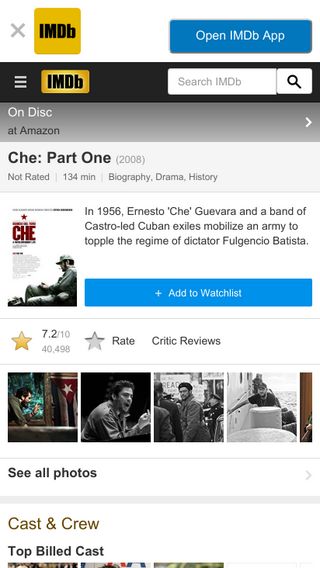 IMDb
Open IMDb App
IMDb
Search IMDb
On Disc
at Amazon
Che: Part One (2008)
Not Rated | 134 min | Biography, Drama, History
CHE
In 1956, Ernesto 'Che' Guevara and a band of
Castro-led Cuban exiles mobilize an army to
topple the regime of dictator Fulgencio Batista.
+ Add to Watchlist
7.2/10
40,498
Rate
Critic Reviews
See all photos
Cast & Crew
Top Billed Cast